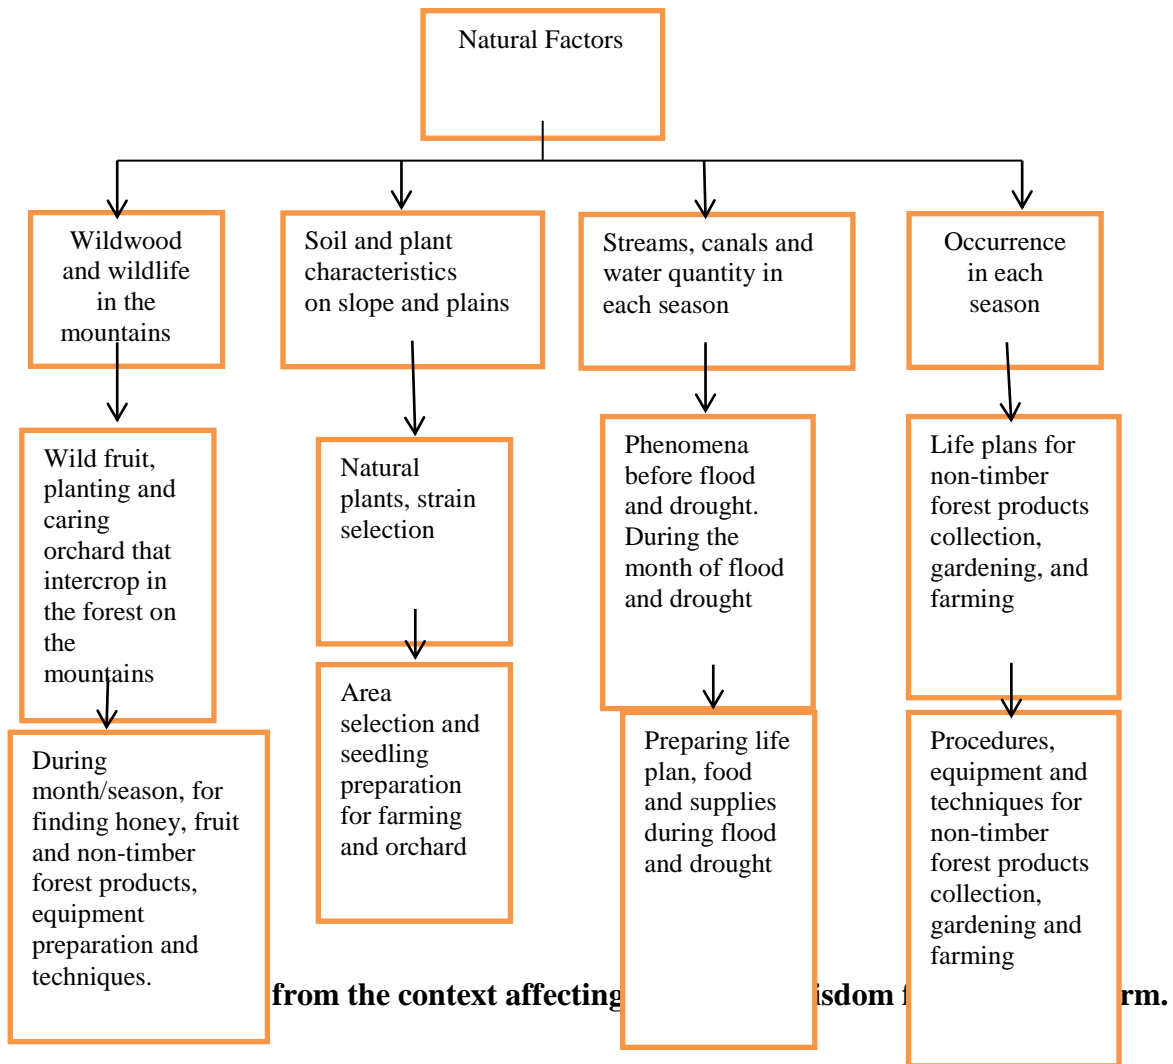 Natural Factors
Wildwood
and wildlife
in the
mountains
Soil and plant
characteristics
on slope and plains
Streams, canals and
water quantity in
each season
Occurrence
in each
season
Wild fruit,
planting and
caring
orchard that
intercrop in
the forest on
the
mountains
Natural
plants, strain
selection
Phenomena
before flood
and drought.
During the
month of flood
and drought
Life plans for
non-timber
forest products
collection,
gardening, and
farming
During
month/season, for
finding honey, fruit
and non-timber
forest products,
equipment
preparation and
techniques.
Area
selection and
seedling
preparation
for farming
and orchard
Preparing life
plan, food
and supplies
during flood
and drought
Procedures,
equipment and
techniques for
non-timber
forest products
collection,
gardening and
farming
from the context affecting